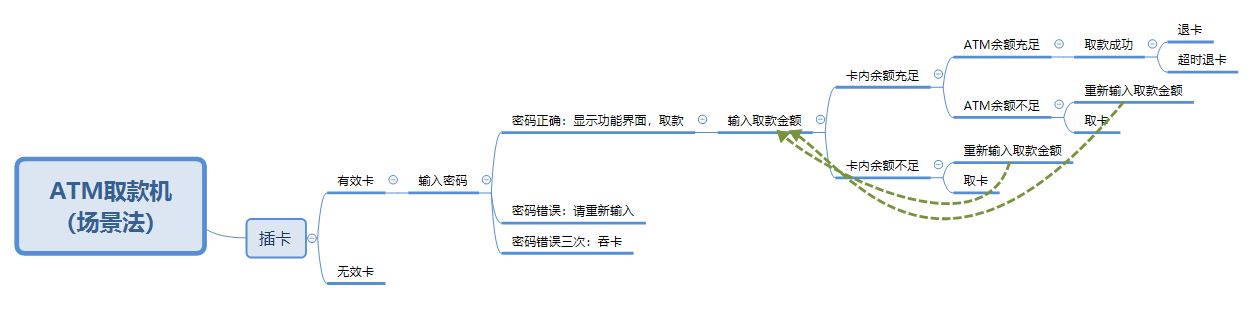 ATM取款机
(场景法)
插卡
有效卡
输入密码
密码正确：显示功能界面，取款
输入取款金额
卡内余额充足
ATM余额充足
取款成功
退卡
超时退卡
ATM余额不足
重新输入取款金额
取卡
卡内余额不足
重新输入取款金额
取卡
密码错误：请重新输入
密码错误三次：吞卡
无效卡